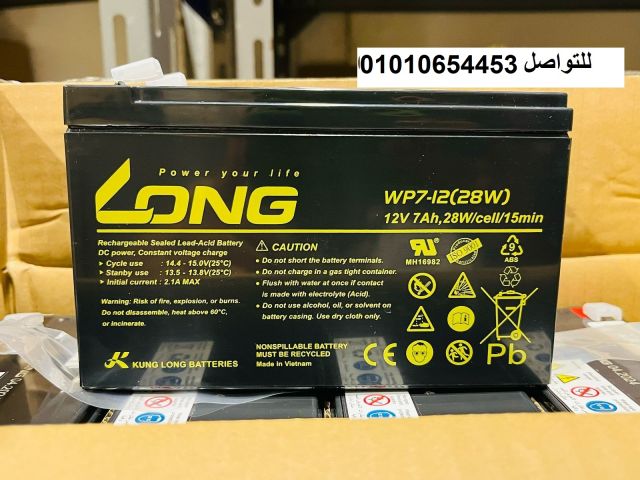 للتواصل 01010654453
Power your life
LONG
WP7-12(28W)
12V 7Ah,28W/cell/15min
Rechargeable Sealed Lead-Acid Battery
DC power, Constant voltage charge
• Cycle use : 14.4 - 15.0V(25°C)
• Stanby use : 13.5 - 13.8V(25°C)
• Initial current : 2.1A MAX
Warning: Risk of fire, explosion, or burns.
Do not disassemble, heat above 60°C,
or incinerate.
KUNG LONG BATTERIES
CAUTION
• Do not short the battery terminals.
• Do not charge in a gas tight container.
• Flush with water at once if contact
is made with electrolyte (Acid).
• Do not use alcohol, oil, or solvent on
battery casing. Use dry cloth only.
NONSPILLABLE BATTERY
MUST BE RECYCLED
Made in Vietnam
MH16982
9
ABS
CE
Pb